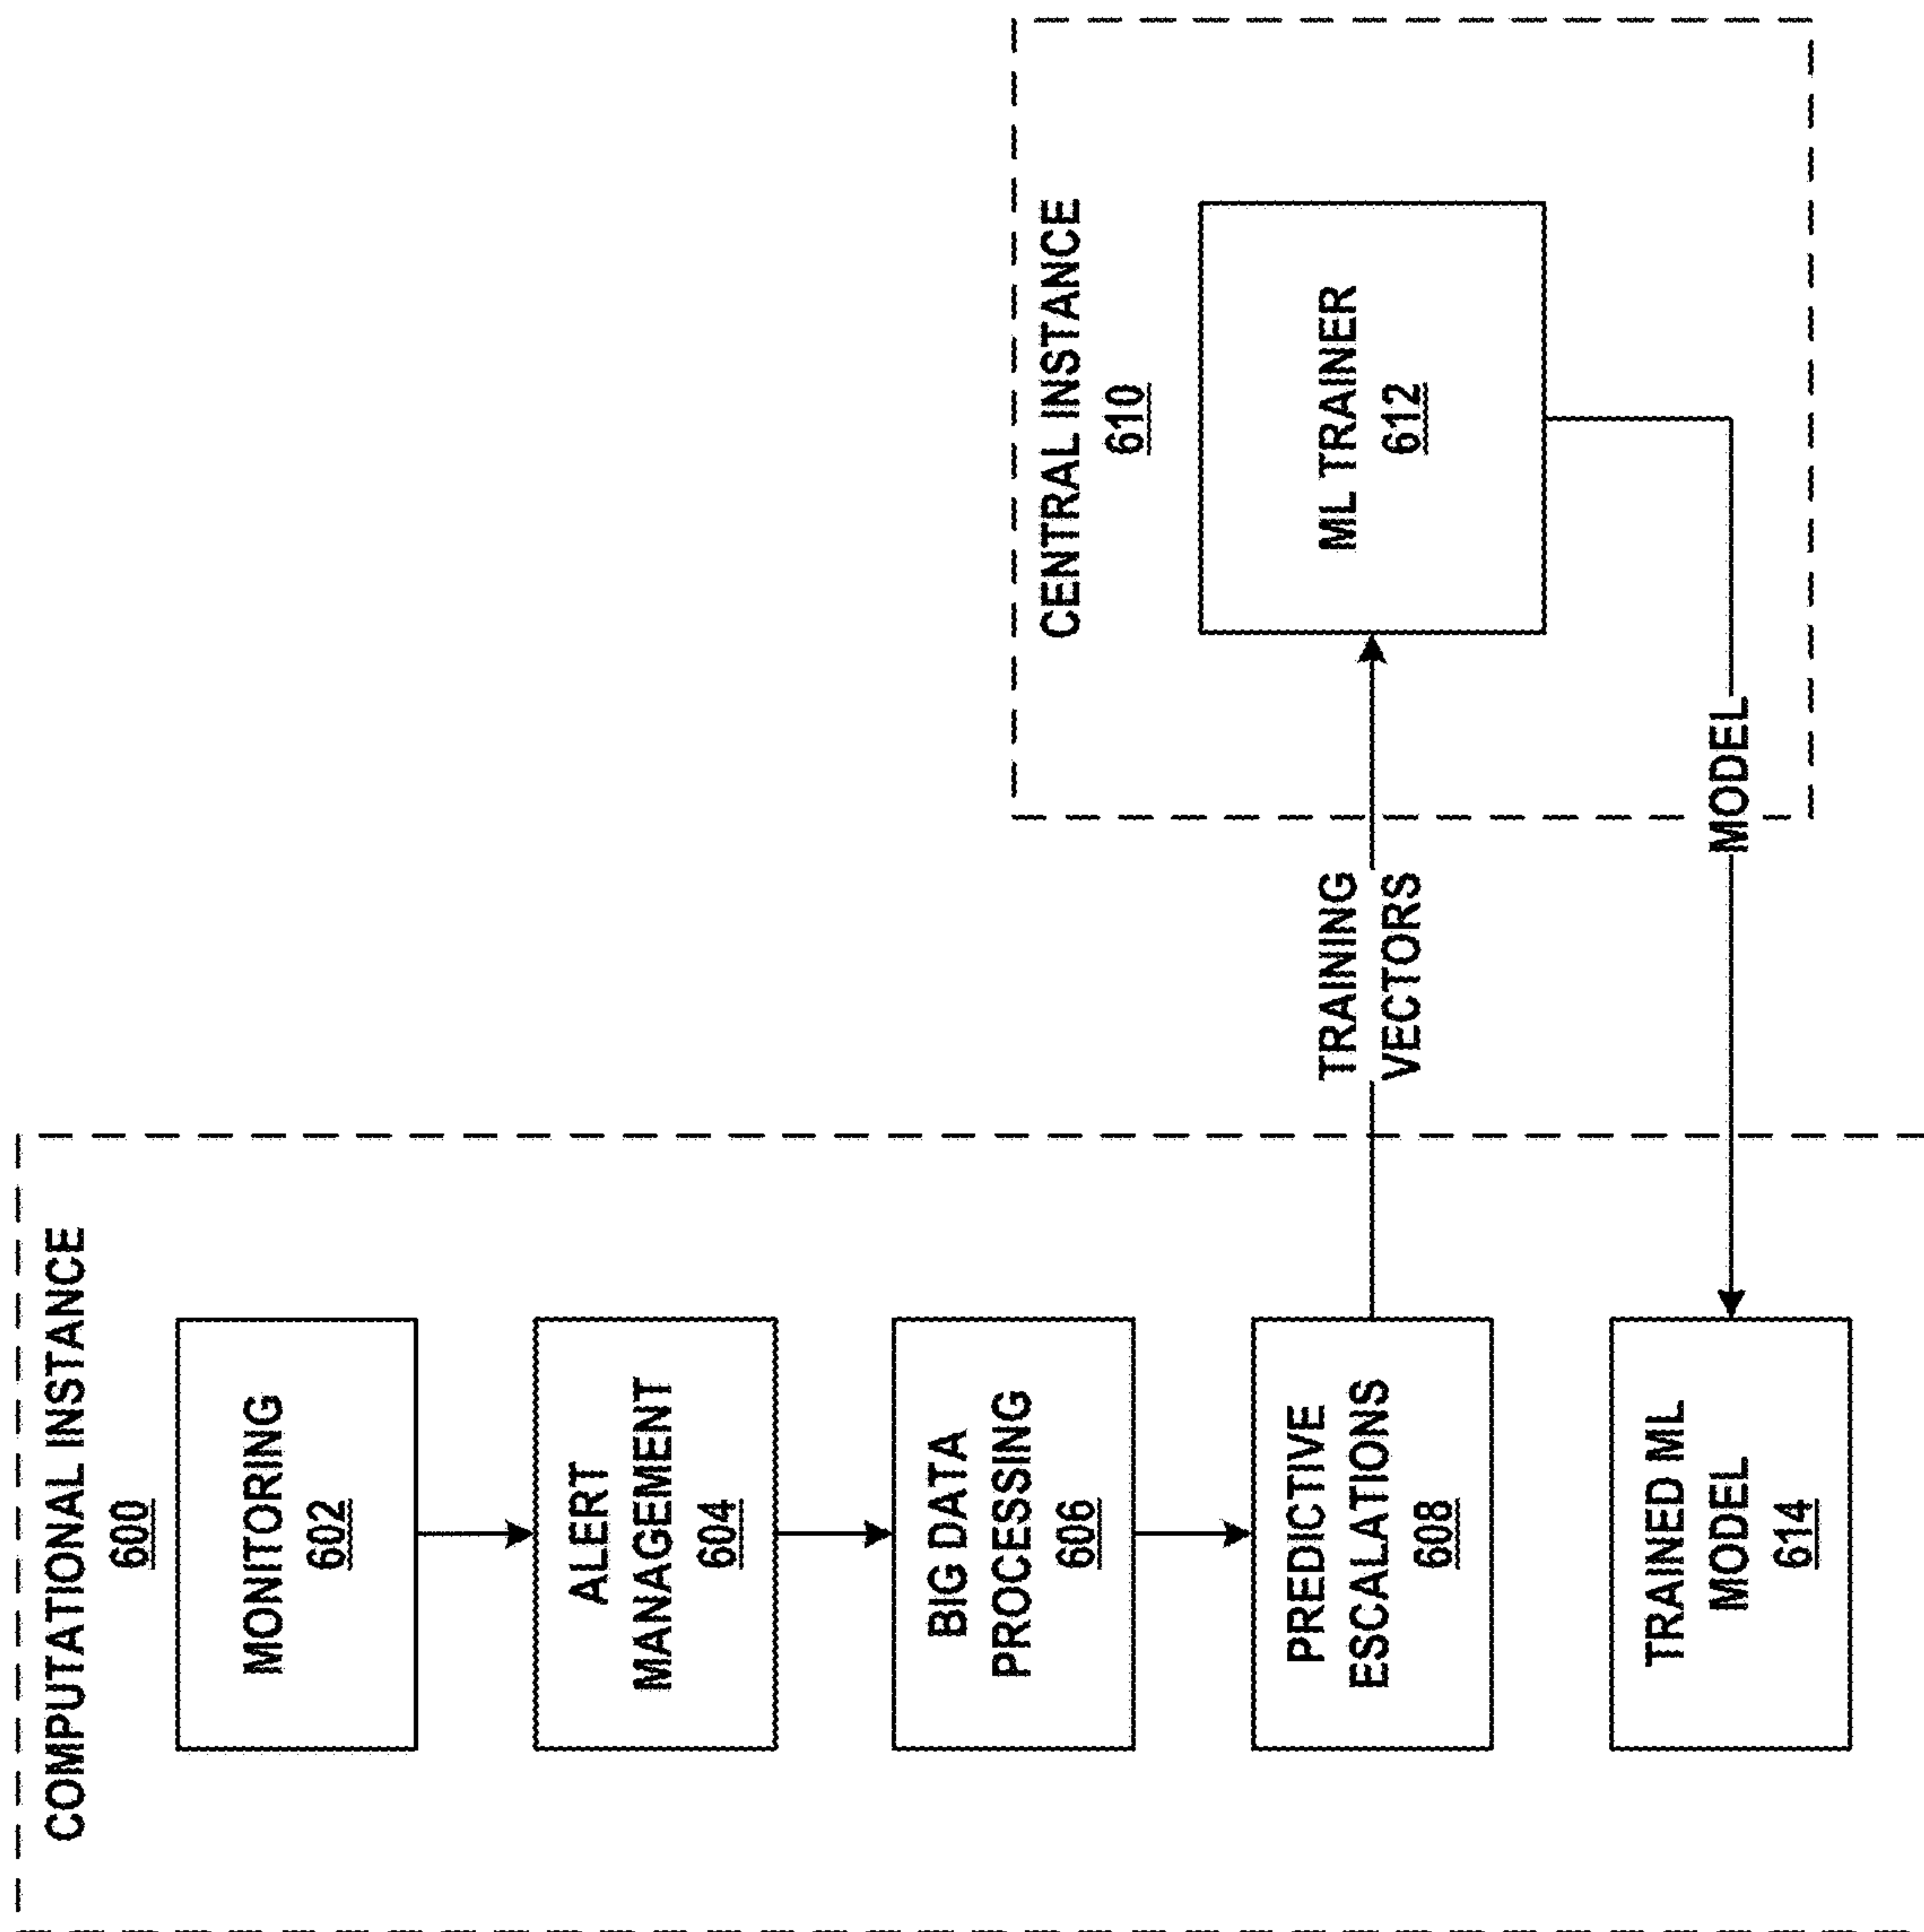 COMPUTATIONAL INSTANCE
600
MONITORING
602
ALERT
MANAGEMENT
604
BIG DATA
PROCESSING
606
PREDICTIVE
ESCALATIONS
608
TRAINED ML
MODEL
614
TRAINING
VECTORS
MODEL
CENTRAL INSTANCE
610
ML TRAINER
612